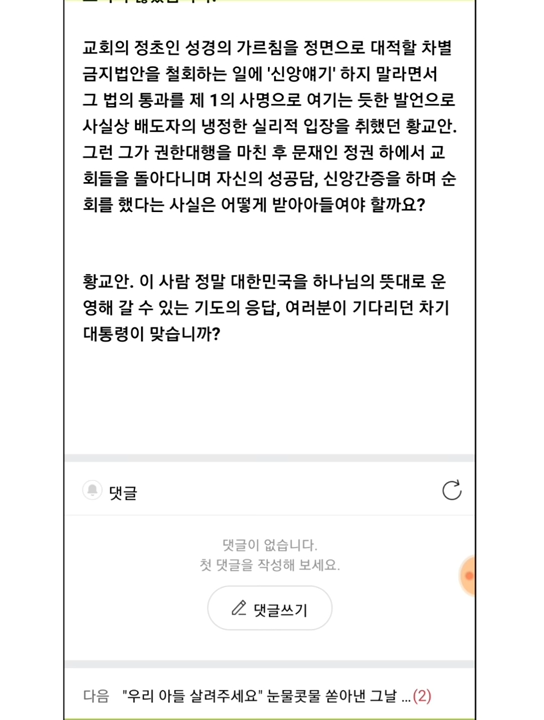 교회의 정초인 성경의 가르침을 정면으로 대적할 차별
금지법안을 철회하는 일에 '신앙얘기' 하지 말라면서
그 법의 통과를 제 1의 사명으로 여기는 듯한 발언으로
사실상 배도자의 냉정한 실리적 입장을 취했던 황교안.
그런 그가 권한대행을 마친 후 문재인 정권 하에서 교
회들을 돌아다니며 자신의 성공담, 신앙간증을 하며 순
회를 했다는 사실은 어떻게 받아아들여야 할까요?
황교안. 이 사람 정말 대한민국을 하나님의 뜻대로 운
영해 갈 수 있는 기도의 응답, 여러분이 기다리던 차기
대통령이 맞습니까?
댓글
댓글이 없습니다.
첫 댓글을 작성해 보세요.
댓글쓰기
다음 "우리 아들 살려주세요" 눈물콧물 쏟아낸 그날 ...(2)